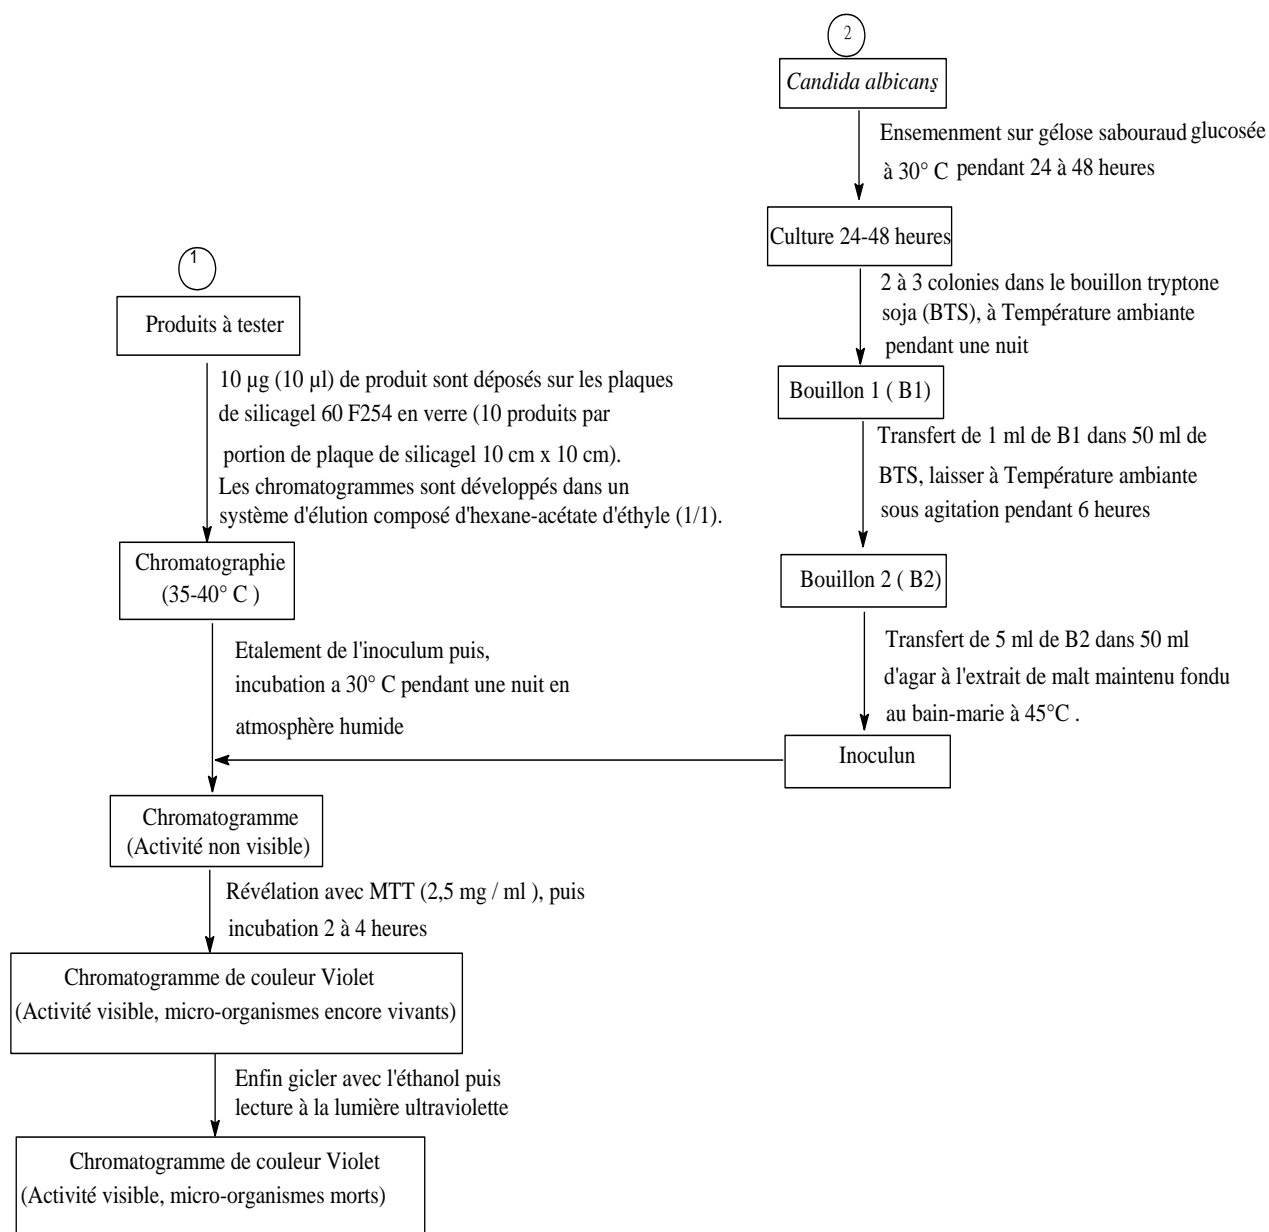 2
Candida albicans
Ensemenment sur gélose sabouraud glucosée
à 30° C pendant 24 à 48 heures
Culture 24-48 heures
2 à 3 colonies dans le bouillon tryptone
soja (BTS), à Température ambiante
pendant une nuit
Bouillon 1 ( B1)
Transfert de 1 ml de B1 dans 50 ml de
BTS, laisser à Température ambiante
sous agitation pendant 6 heures
Bouillon 2 ( B2)
Transfert de 5 ml de B2 dans 50 ml
d'agar à l'extrait de malt maintenu fondu
au bain-marie à 45°C .
Inoculun
1
Produits à tester
10 µg (10 µl) de produit sont déposés sur les plaques
de silicagel 60 F254 en verre (10 produits par
portion de plaque de silicagel 10 cm x 10 cm).
Les chromatogrammes sont développés dans un
système d'élution composé d'hexane-acétate d'éthyle (1/1).
Chromatographie
(35-40° C )
Etalement de l'inoculum puis,
incubation a 30° C pendant une nuit en
atmosphère humide
Chromatogramme
(Activité non visible)
Révélation avec MTT (2,5 mg / ml ), puis
incubation 2 à 4 heures
Chromatogramme de couleur Violet
(Activité visible, micro-organismes encore vivants)
Enfin gicler avec l'éthanol puis
lecture à la lumière ultraviolette
Chromatogramme de couleur Violet
(Activité visible, micro-organismes morts)